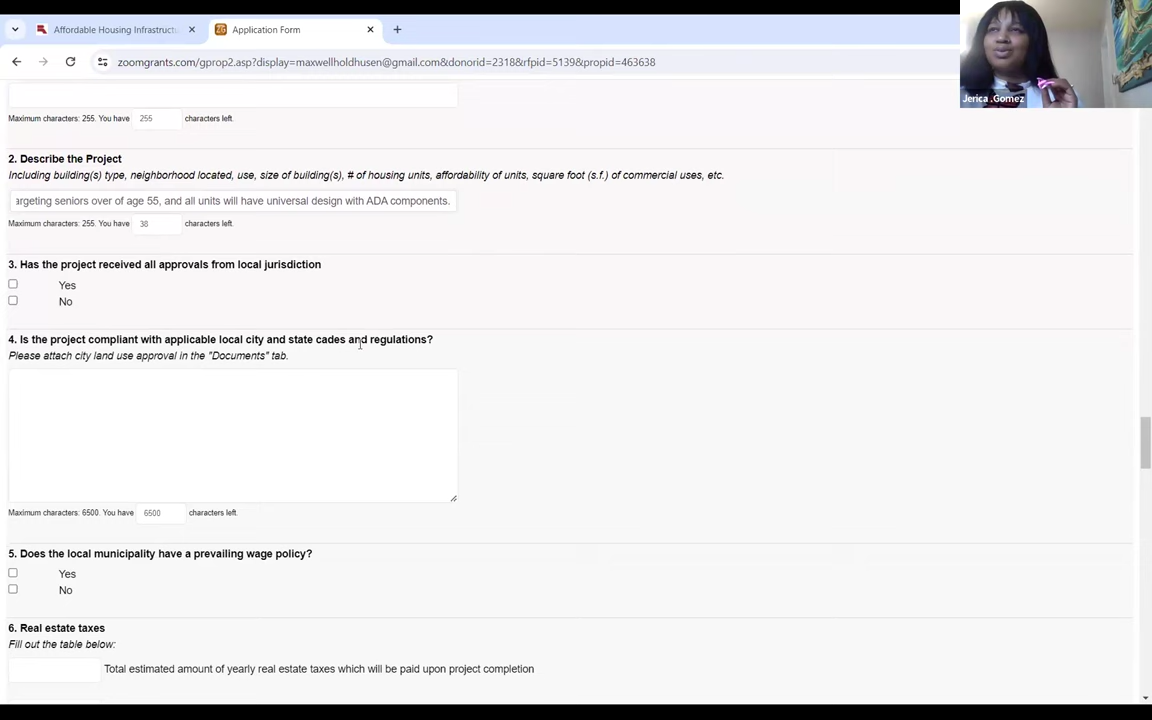 Affordable Housing Infrastructu
Application Form
zoomgrants.com/gprop2.asp?display=maxwellholdhusen@gmail.com&donorid=2318&rfpid=5139&propid=463638
Jerica .Gomez
Maximum characters: 255. You have 255 characters left.
2. Describe the Project
Including building(s) type, neighborhood located, use, size of building(s), # of housing units, affordability of units, square foot (s.f.) of commercial uses, etc.
argeting seniors over of age 55, and all units will have universal design with ADA components.
Maximum characters: 255. You have 38 characters left.
3. Has the project received all approvals from local jurisdiction
Yes
No
4. Is the project compliant with applicable local city and state cades and regulations?
Please attach city land use approval in the "Documents" tab.
Maximum characters: 6500. You have 6500 characters left.
5. Does the local municipality have a prevailing wage policy?
Yes
No
6. Real estate taxes
Fill out the table below:
Total estimated amount of yearly real estate taxes which will be paid upon project completion